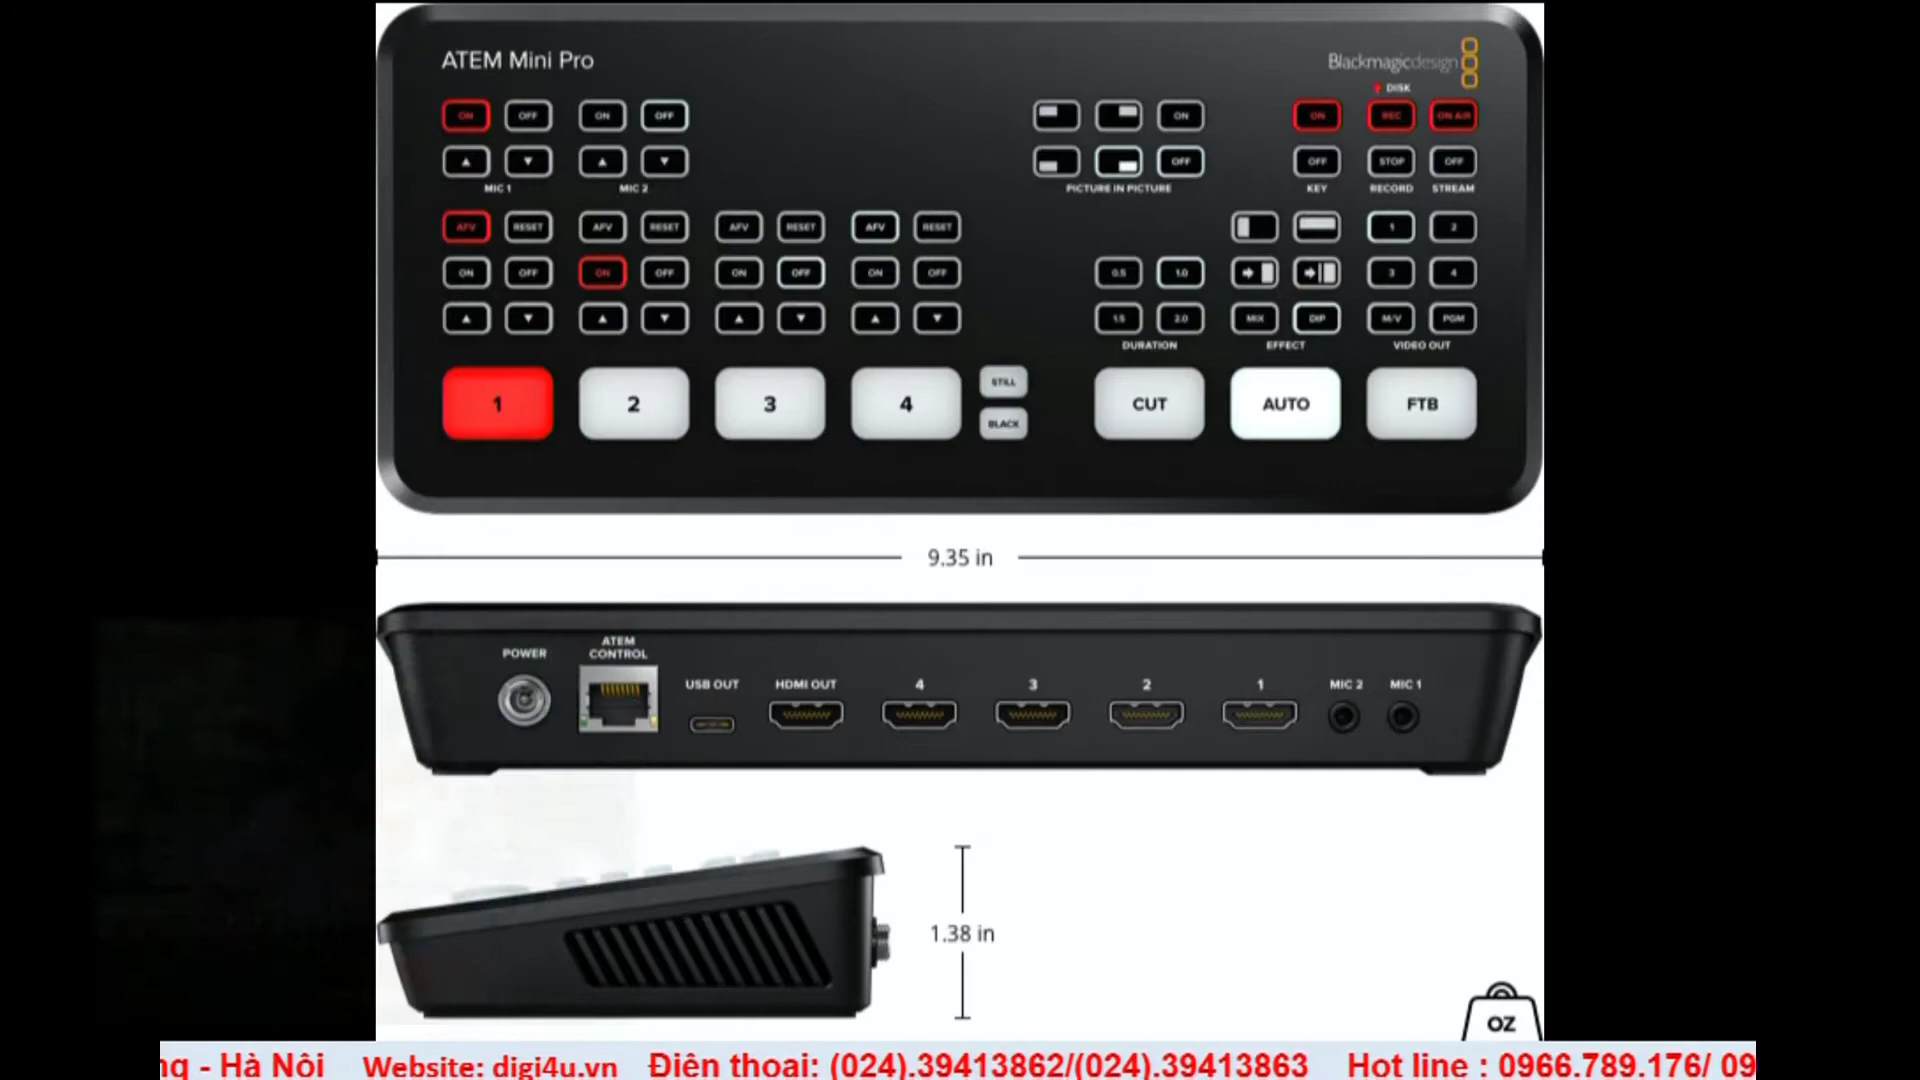 ATEM Mini Pro
Blackmagicdesign
DISK
ON OFF ON OFF ON ON REC ON AIR
OFF OFF STOP OFF
MIC 1 MIC 2 PICTURE IN PICTURE KEY RECORD STREAM
AFV RESET AFV RESET AFV RESET AFV RESET 1 2
ON OFF ON OFF ON OFF ON OFF 0.5 1.0 3 4
1.5 2.0 MIX DIP M/V PGM
DURATION EFFECT VIDEO OUT
STILL
1 2 3 4 CUT AUTO FTB
BLACK
9.35 in
ATEM
POWER CONTROL
USB OUT HDMI OUT 4 3 2 1 MIC 2 MIC 1
1.38 in
OZ
ng - Hà Nôi Website: digi4u.vn Điên thoai: (024).39413862/(024).39413863 Hot line : 0966.789.176/ 09